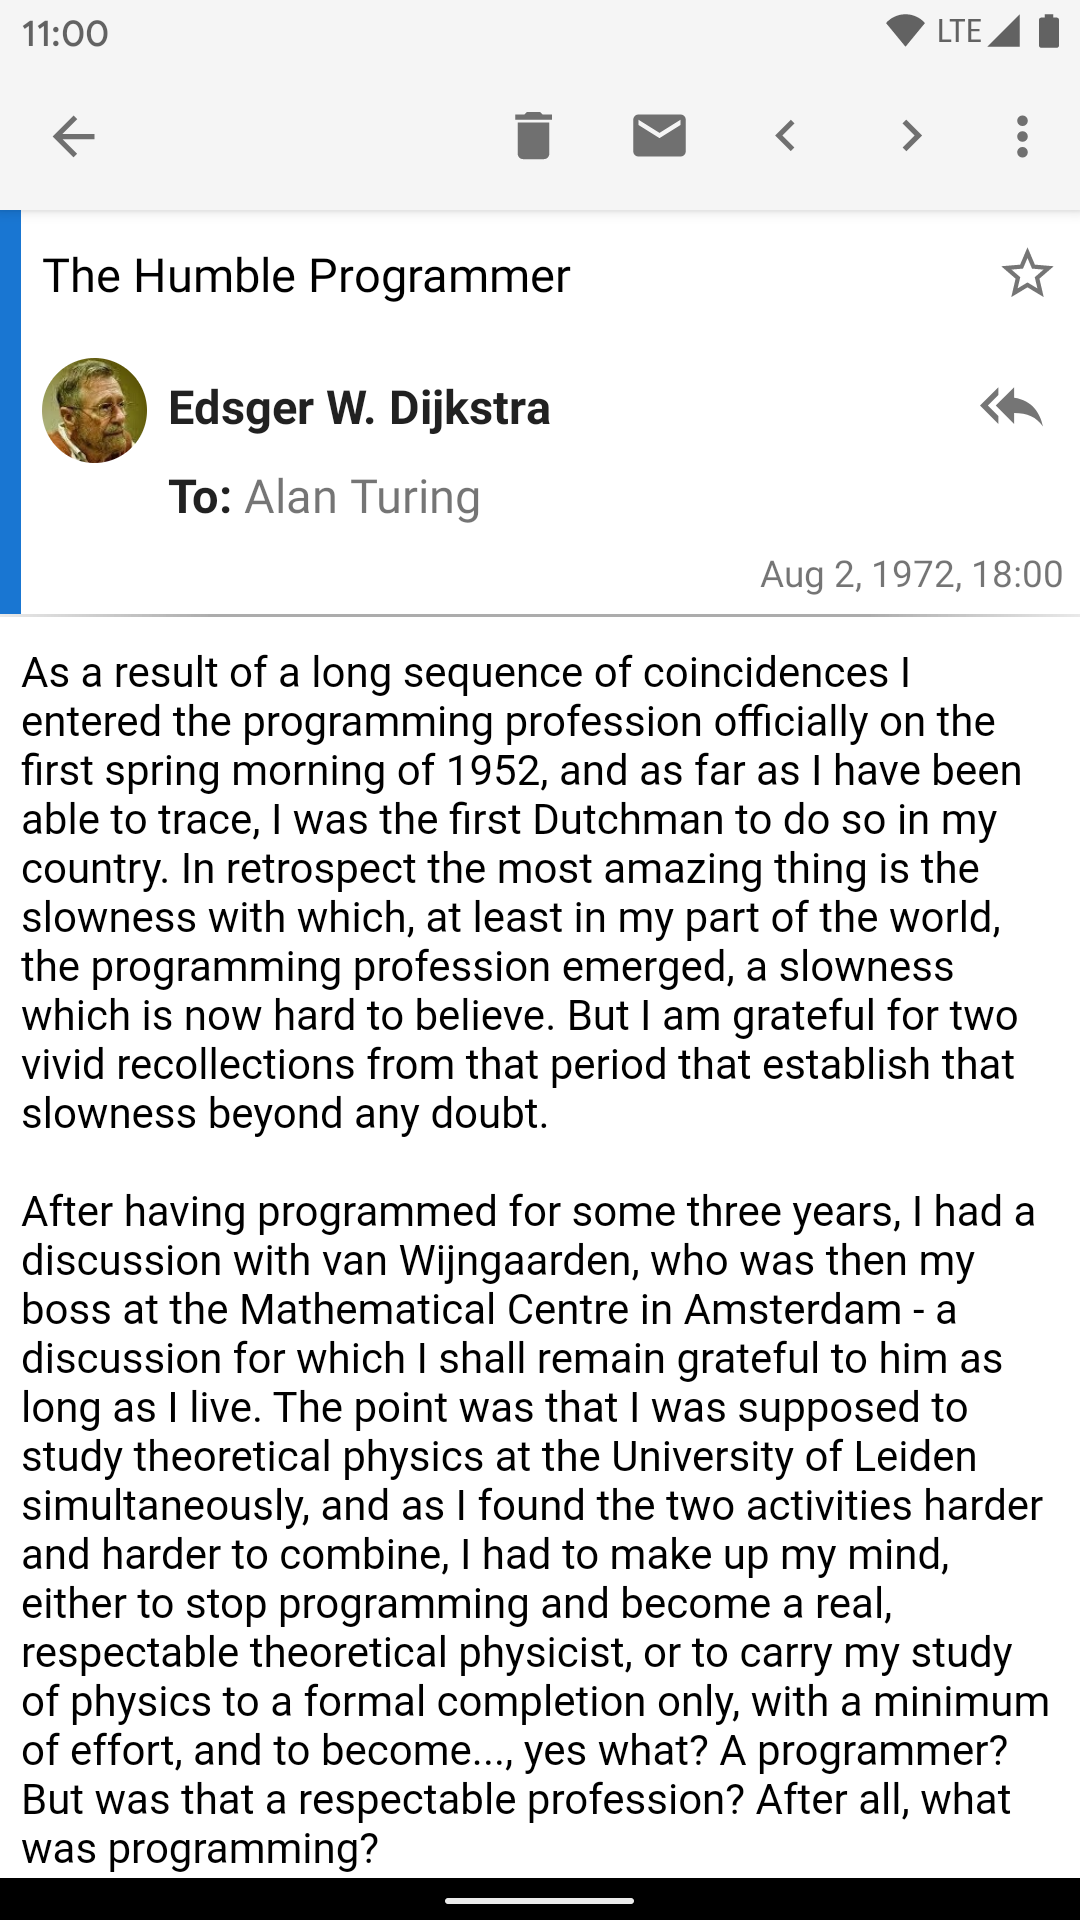 11:00
LTE
The Humble Programmer
Edsger W. Dijkstra
To: Alan Turing
Aug 2, 1972, 18:00
As a result of a long sequence of coincidences I
entered the programming profession officially on the
first spring morning of 1952, and as far as I have been
able to trace, I was the first Dutchman to do so in my
country. In retrospect the most amazing thing is the
slowness with which, at least in my part of the world,
the programming profession emerged, a slowness
which is now hard to believe. But I am grateful for two
vivid recollections from that period that establish that
slowness beyond any doubt.
After having programmed for some three years, I had a
discussion with van Wijngaarden, who was then my
boss at the Mathematical Centre in Amsterdam - a
discussion for which I shall remain grateful to him as
long as I live. The point was that I was supposed to
study theoretical physics at the University of Leiden
simultaneously, and as I found the two activities harder
and harder to combine, I had to make up my mind,
either to stop programming and become a real,
respectable theoretical physicist, or to carry my study
of physics to a formal completion only, with a minimum
of effort, and to become..., yes what? A programmer?
But was that a respectable profession? After all, what
was programming?